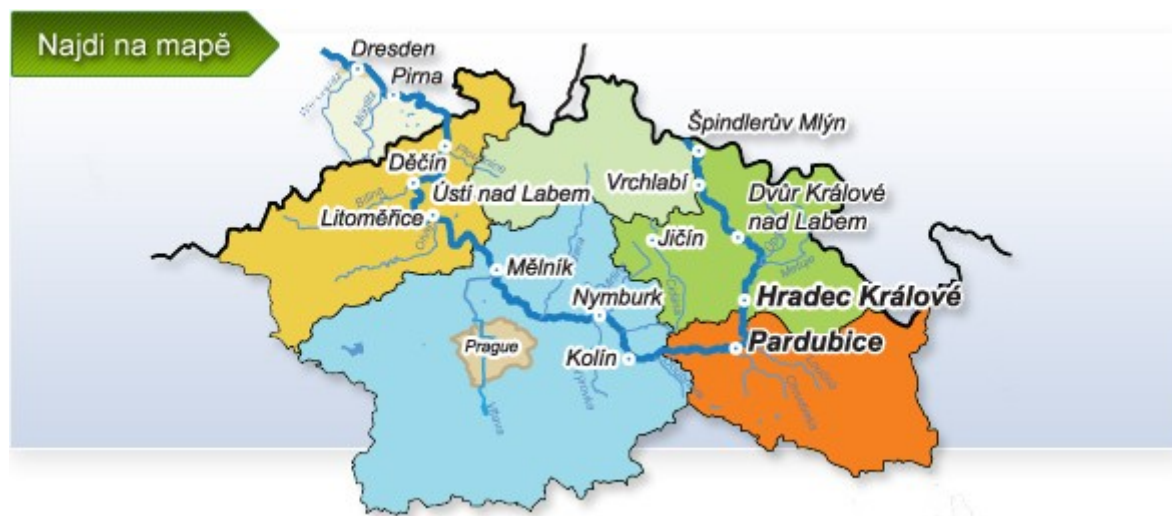 Najdi na mapě
Dresden
Pirna
Děčín
Ústí nad Labem
Litoměřice
Mělník
Prague
Vltava
Nymburk
Kolín
Špindlerův Mlýn
Vrchlabí
Dvůr Králové
nad Labem
Jičín
Hradec Králové
Pardubice